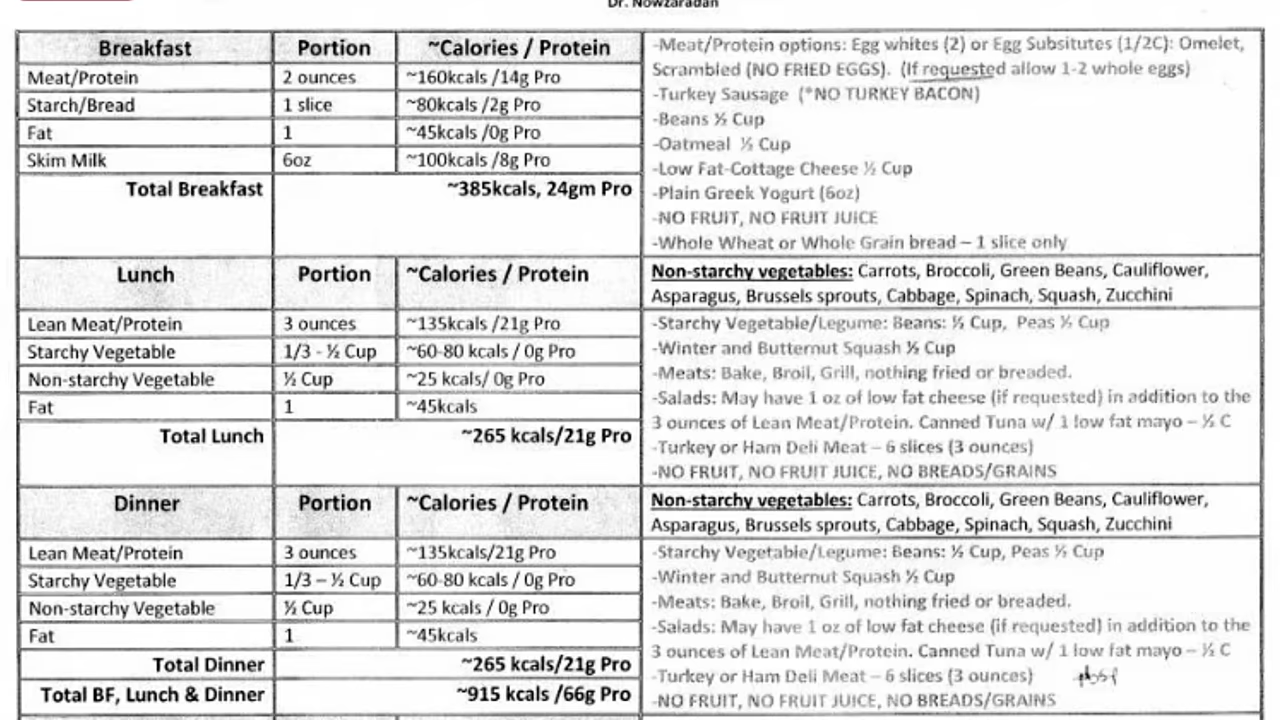 Dr. Nowzaradan
Breakfast Portion ~Calories / Protein
Meat/Protein 2 ounces ~160kcals /14g Pro
Starch/Bread 1 slice ~80kcals /2g Pro
Fat 1 ~45kcals /0g Pro
Skim Milk 6oz ~100kcals /8g Pro
Total Breakfast ~385kcals, 24gm Pro
-Meat/Protein options: Egg whites (2) or Egg Subsitutes (1/2C): Omelet,
Scrambled (NO FRIED EGGS). (If requested allow 1-2 whole eggs)
-Turkey Sausage (*NO TURKEY BACON)
-Beans ½ Cup
-Oatmeal ½ Cup
-Low Fat-Cottage Cheese ½ Cup
-Plain Greek Yogurt (6oz)
-NO FRUIT, NO FRUIT JUICE
-Whole Wheat or Whole Grain bread – 1 slice only
Lunch Portion ~Calories / Protein
Lean Meat/Protein 3 ounces ~135kcals /21g Pro
Starchy Vegetable 1/3 - ½ Cup ~60-80 kcals / 0g Pro
Non-starchy Vegetable ½ Cup ~25 kcals/ 0g Pro
Fat 1 ~45kcals
Total Lunch ~265 kcals/21g Pro
Non-starchy vegetables: Carrots, Broccoli, Green Beans, Cauliflower,
Asparagus, Brussels sprouts, Cabbage, Spinach, Squash, Zucchini
-Starchy Vegetable/Legume: Beans: ½ Cup, Peas ½ Cup
-Winter and Butternut Squash ½ Cup
-Meats: Bake, Broil, Grill, nothing fried or breaded.
-Salads: May have 1 oz of low fat cheese (if requested) in addition to the
3 ounces of Lean Meat/Protein. Canned Tuna w/ 1 low fat mayo – ½ C
-Turkey or Ham Deli Meat – 6 slices (3 ounces)
-NO FRUIT, NO FRUIT JUICE, NO BREADS/GRAINS
Dinner Portion ~Calories / Protein
Lean Meat/Protein 3 ounces ~135kcals/21g Pro
Starchy Vegetable 1/3 – ½ Cup ~60-80 kcals / 0g Pro
Non-starchy Vegetable ½ Cup ~25 kcals / 0g Pro
Fat 1 ~45kcals
Total Dinner ~265 kcals/21g Pro
Total BF, Lunch & Dinner ~915 kcals /66g Pro
Non-starchy vegetables: Carrots, Broccoli, Green Beans, Cauliflower,
Asparagus, Brussels sprouts, Cabbage, Spinach, Squash, Zucchini
-Starchy Vegetable/Legume: Beans: ½ Cup, Peas ½ Cup
-Winter and Butternut Squash ½ Cup
-Meats: Bake, Broil, Grill, nothing fried or breaded.
-Salads: May have 1 oz of low fat cheese (if requested) in addition to the
3 ounces of Lean Meat/Protein. Canned Tuna w/ 1 low fat mayo – ½ C
-Turkey or Ham Deli Meat – 6 slices (3 ounces)
-NO FRUIT, NO FRUIT JUICE, NO BREADS/GRAINS